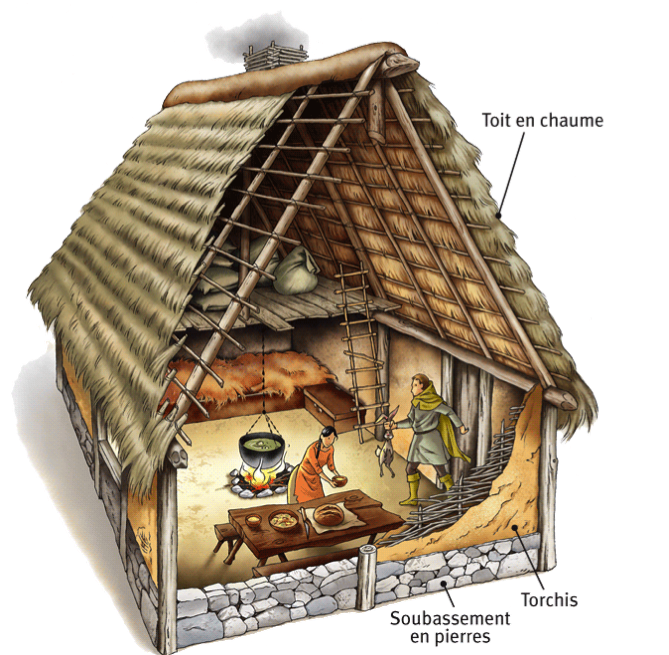 Toit en chaume
Torchis
Soubassement
en pierres